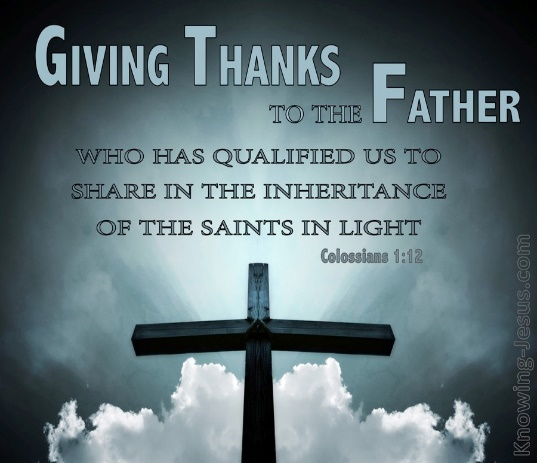 GIVING THANKS
TO THE FATHER
WHO HAS QUALIFIED US TO
SHARE IN THE INHERITANCE
OF THE SAINTS IN LIGHT
Colossians 1:12
Knowing-Jesus.com